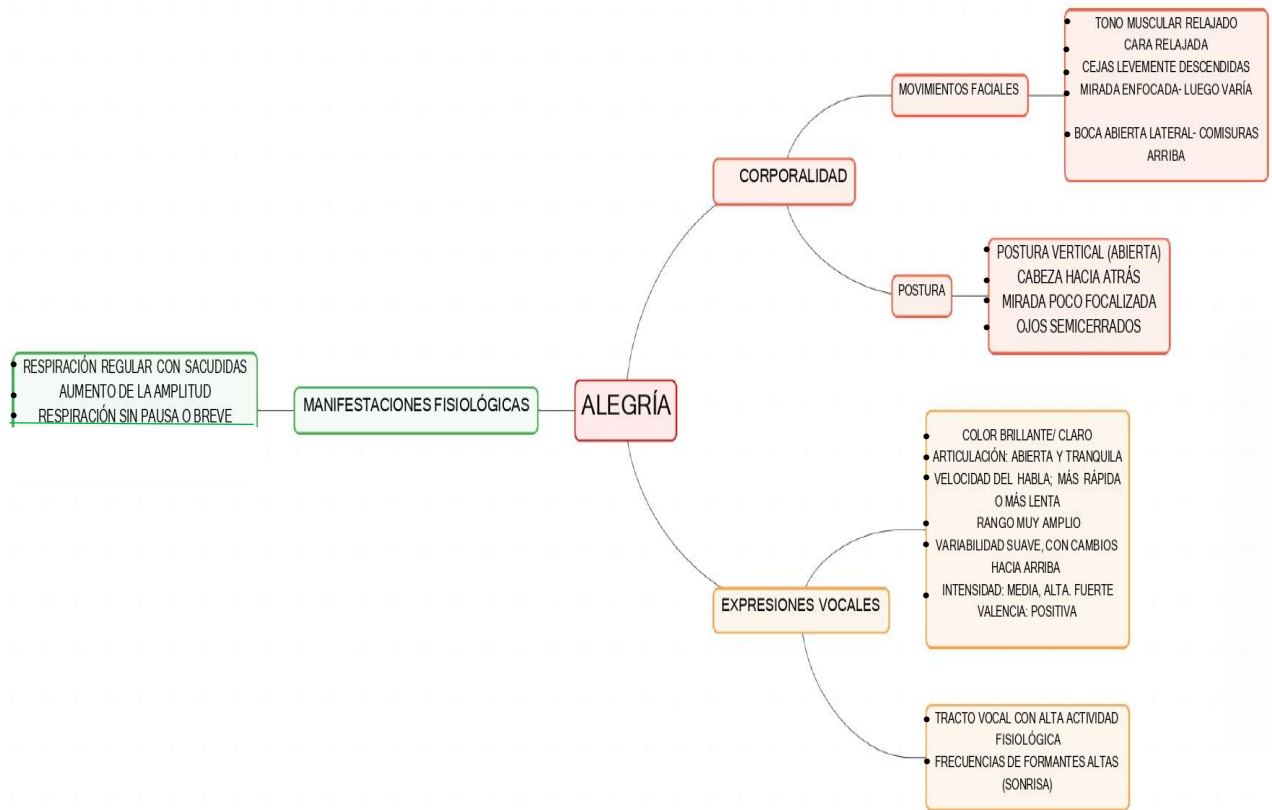 TONO MUSCULAR RELAJADO
CARA RELAJADA
CEJAS LEVEMENTE DESCENDIDAS
MIRADA ENFOCADA- LUEGO VARÍA
BOCA ABIERTA LATERAL- COMISURAS
ARRIBA
MOVIMIENTOS FACIALES
CORPORALIDAD
POSTURA
POSTURA VERTICAL (ABIERTA)
CABEZA HACIA ATRÁS
MIRADA POCO FOCALIZADA
OJOS SEMICERRADOS
RESPIRACIÓN REGULAR CON SACUDIDAS
AUMENTO DE LA AMPLITUD
RESPIRACIÓN SIN PAUSA O BREVE
MANIFESTACIONES FISIOLÓGICAS
ALEGRÍA
EXPRESIONES VOCALES
COLOR BRILLANTE/ CLARO
ARTICULACIÓN: ABIERTA Y TRANQUILA
VELOCIDAD DEL HABLA; MÁS RÁPIDA
O MÁS LENTA
RANGO MUY AMPLIO
VARIABILIDAD SUAVE, CON CAMBIOS
HACIA ARRIBA
INTENSIDAD: MEDIA, ALTA. FUERTE
VALENCIA: POSITIVA
TRACTO VOCAL CON ALTA ACTIVIDAD
FISIOLÓGICA
FRECUENCIAS DE FORMANTES ALTAS
(SONRISA)